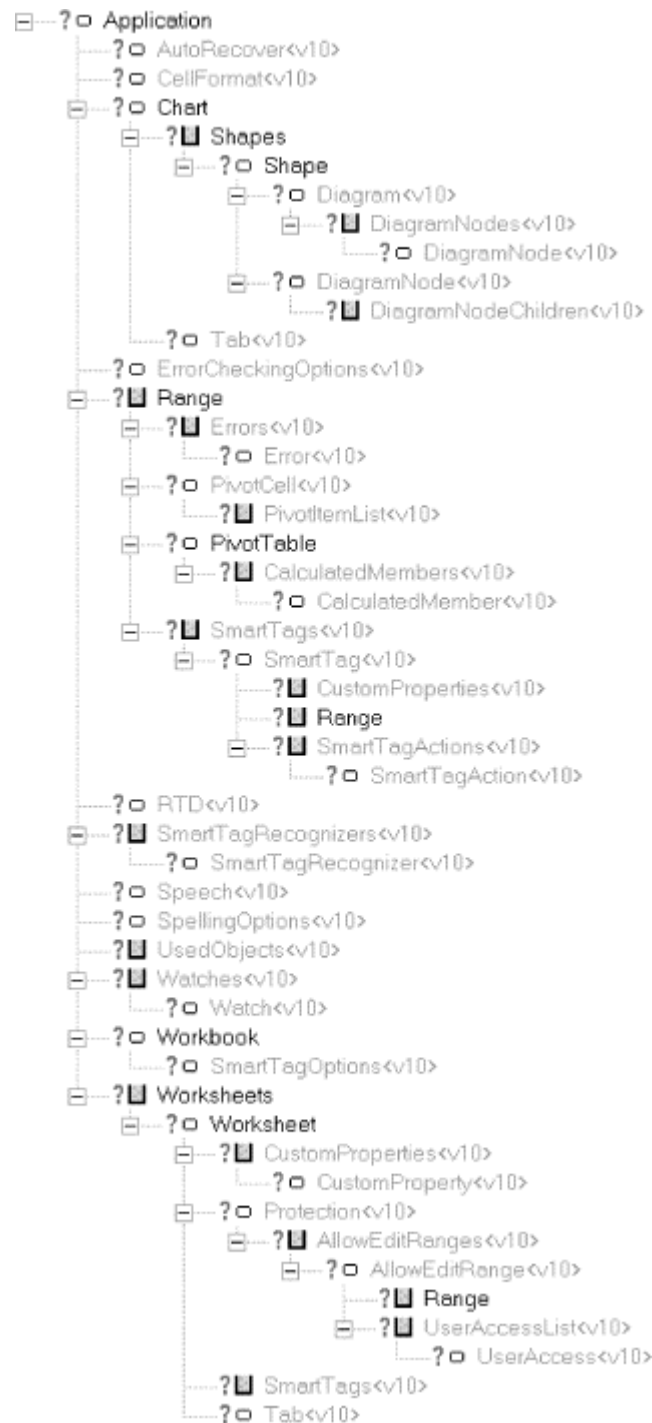 ? Application
? AutoRecover<v10>
? CellFormat<v10>
? Chart
? Shapes
? Shape
? Diagram<v10>
? DiagramNodes<v10>
? DiagramNode<v10>
? DiagramNode<v10>
? DiagramNodeChildren<v10>
? Tab<v10>
? ErrorCheckingOptions<v10>
? Range
? Errors<v10>
? Error<v10>
? PivotCell<v10>
? PivotItemList<v10>
? PivotTable
? CalculatedMembers<v10>
? CalculatedMember<v10>
? SmartTags<v10>
? SmartTag<v10>
? CustomProperties<v10>
? Range
? SmartTagActions<v10>
? SmartTagAction<v10>
? RTD<v10>
? SmartTagRecognizers<v10>
? SmartTagRecognizer<v10>
? Speech<v10>
? SpellingOptions<v10>
? UsedObjects<v10>
? Watches<v10>
? Watch<v10>
? Workbook
? SmartTagOptions<v10>
? Worksheets
? Worksheet
? CustomProperties<v10>
? CustomProperty<v10>
? Protection<v10>
? AllowEditRanges<v10>
? AllowEditRange<v10>
? Range
? UserAccessList<v10>
? UserAccess<v10>
? SmartTags<v10>
? Tab<v10>